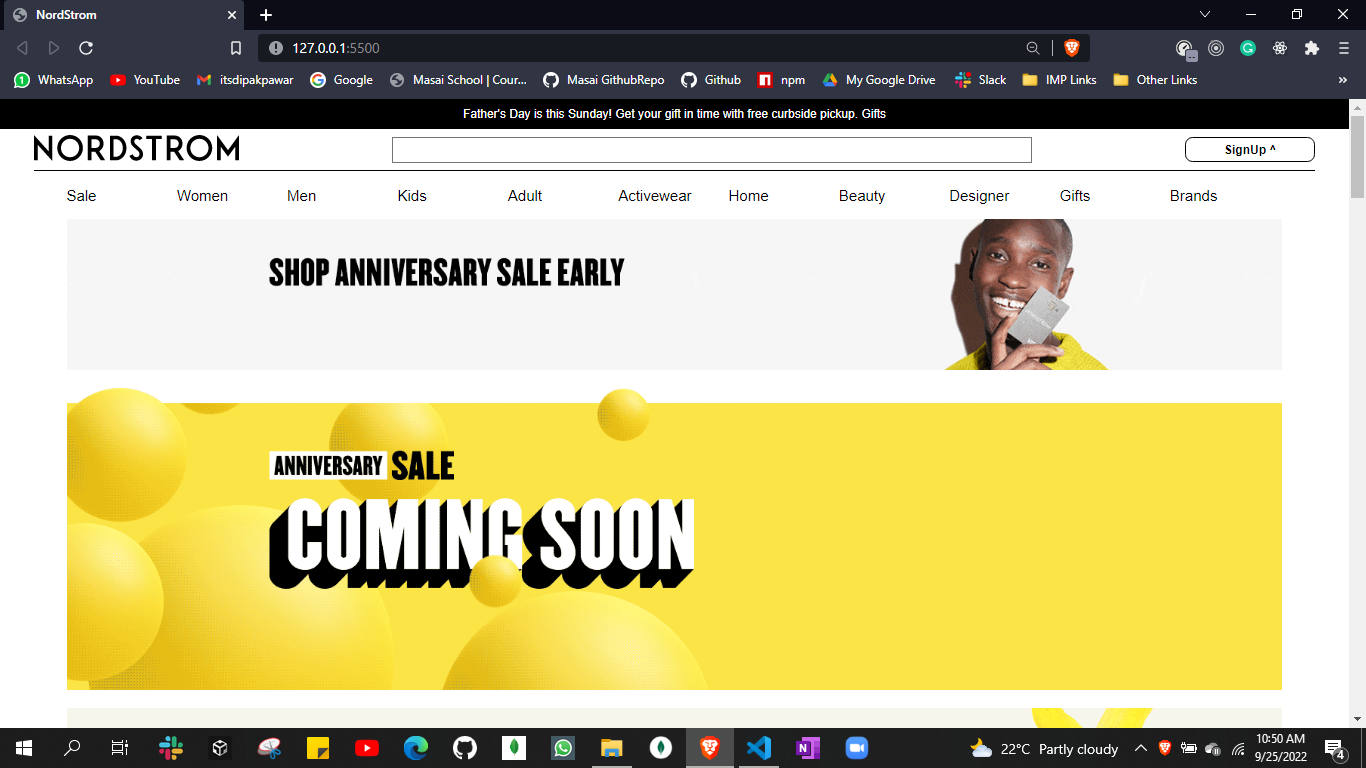 NordStrom
127.0.0.1:5500
WhatsApp YouTube itsdipakpawar Google Masai School | Cour... Masai GithubRepo Github npm My Google Drive Slack IMP Links Other Links »
Father's Day is this Sunday! Get your gift in time with free curbside pickup. Gifts
NORDSTROM
SignUp ^
Sale Women Men Kids Adult Activewear Home Beauty Designer Gifts Brands
SHOP ANNIVERSARY SALE EARLY
ANNIVERSARY SALE
COMING SOON
22°C Partly cloudy
10:50 AM
9/25/2022
4